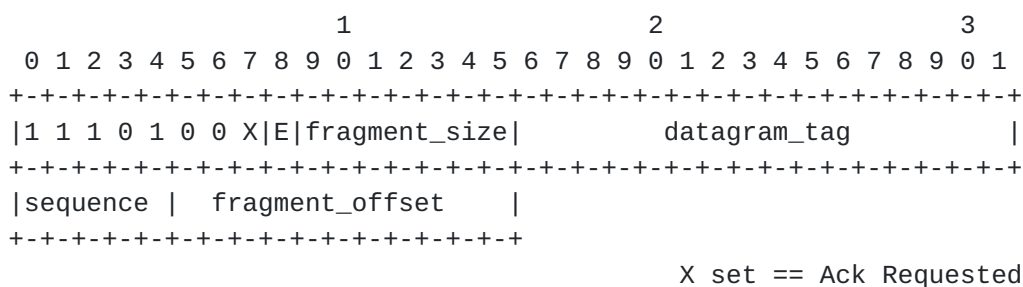 1                   2                   3
 0 1 2 3 4 5 6 7 8 9 0 1 2 3 4 5 6 7 8 9 0 1 2 3 4 5 6 7 8 9 0 1
+-+-+-+-+-+-+-+-+-+-+-+-+-+-+-+-+-+-+-+-+-+-+-+-+-+-+-+-+-+-+-+-+
|1 1 1 0 1 0 0 X|E|fragment_size|         datagram_tag          |
+-+-+-+-+-+-+-+-+-+-+-+-+-+-+-+-+-+-+-+-+-+-+-+-+-+-+-+-+-+-+-+-+
|sequence |  fragment_offset    |
+-+-+-+-+-+-+-+-+-+-+-+-+-+-+-+-+
                                          X set == Ack Requested